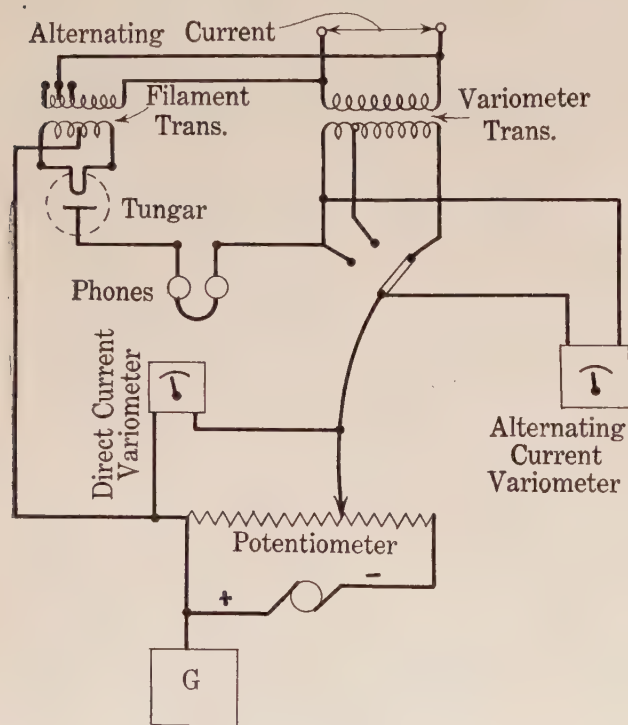 Alternating Current
Filament
Trans.
Variometer
Trans.
Tungar
Phones
Direct Current
Variometer
Alternating
Current
Variometer
Potentiometer
+
-
G